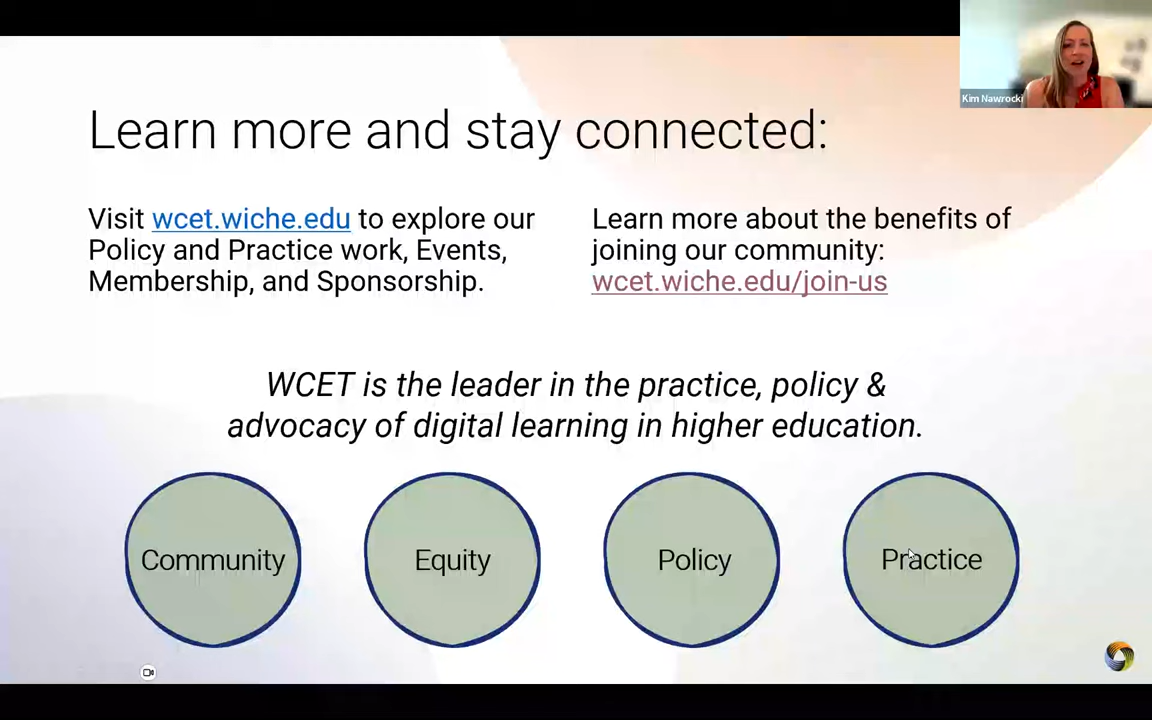 Kim Nawrocki
Learn more and stay connected:
Visit wcet.wiche.edu to explore our
Policy and Practice work, Events,
Membership, and Sponsorship.
Learn more about the benefits of
joining our community:
wcet.wiche.edu/join-us
WCET is the leader in the practice, policy &
advocacy of digital learning in higher education.
Community
Equity
Policy
Practice